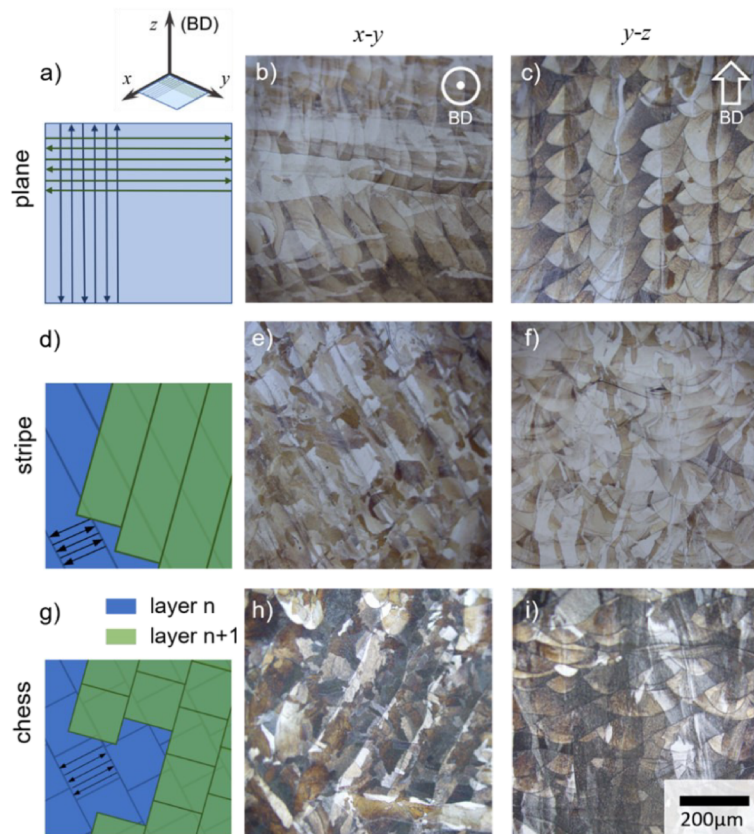 z (BD)
x-y
y-z
a)
x
y
b)
BD
c)
BD
plane
d)
e)
f)
stripe
g)
layer n
layer n+1
h)
i)
chess
200µm